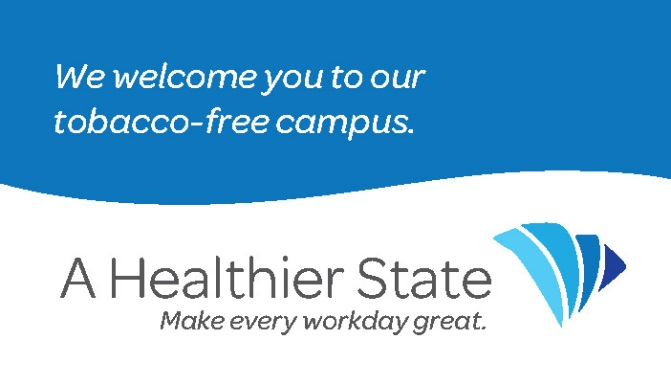 We welcome you to our
tobacco-free campus.
A Healthier State
Make every workday great.